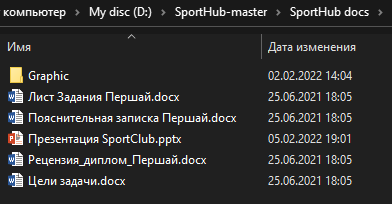 компьютер > My disc (D:) > SportHub-master > SportHub docs >
Имя Дата изменения
Graphic 02.02.2022 14:04
Лист Задания Першай.docx 25.06.2021 18:05
Пояснительная записка Першай.docx 25.06.2021 18:05
Презентация SportClub.pptx 05.02.2022 19:01
Рецензия_диплом_Першай.docx 25.06.2021 18:05
Цели задачи.docx 25.06.2021 18:05